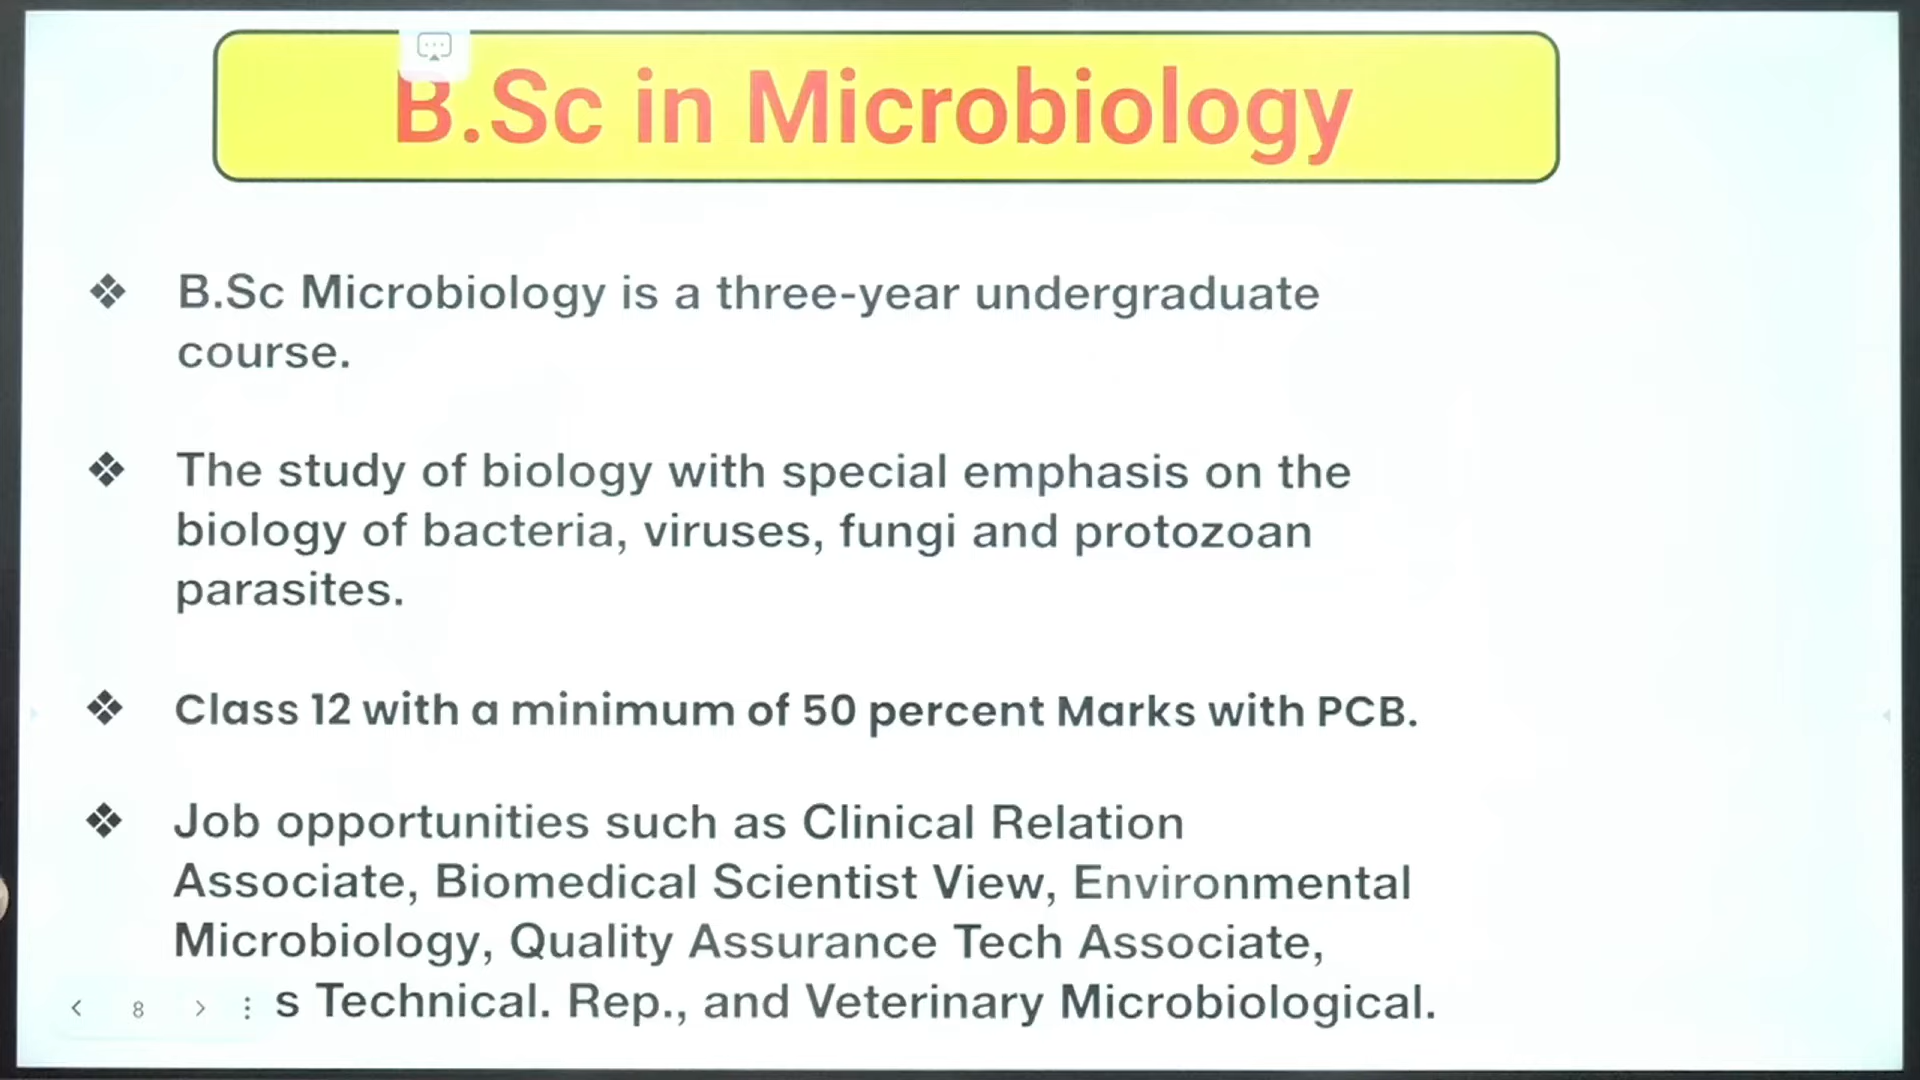 B.Sc in Microbiology
B.Sc Microbiology is a three-year undergraduate
course.
The study of biology with special emphasis on the
biology of bacteria, viruses, fungi and protozoan
parasites.
Class 12 with a minimum of 50 percent Marks with PCB.
Job opportunities such as Clinical Relation
Associate, Biomedical Scientist View, Environmental
Microbiology, Quality Assurance Tech Associate,
s Technical. Rep., and Veterinary Microbiological.
8